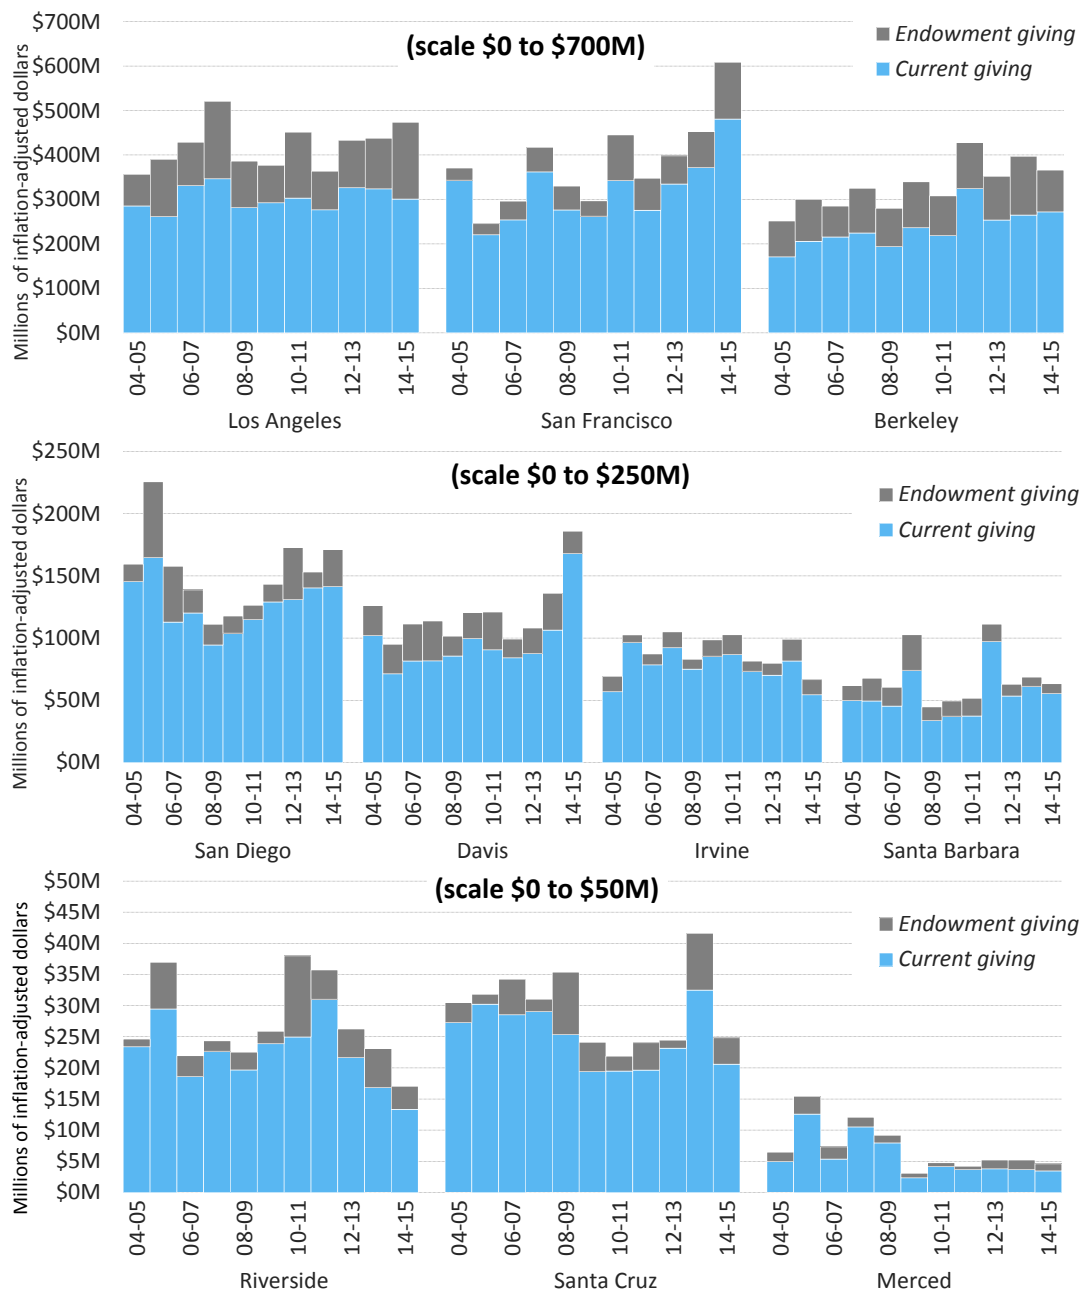 $700M
(scale $0 to $700M)
Endowment giving
Current giving
$600M
$500M
$400M
$300M
$200M
$100M
$0M
Millions of inflation-adjusted dollars
04-05 06-07 08-09 10-11 12-13 14-15 04-05 06-07 08-09 10-11 12-13 14-15 04-05 06-07 08-09 10-11 12-13 14-15
Los Angeles San Francisco Berkeley
$250M
(scale $0 to $250M)
Endowment giving
Current giving
$200M
$150M
$100M
$50M
$0M
Millions of inflation-adjusted dollars
04-05 06-07 08-09 10-11 12-13 14-15 04-05 06-07 08-09 10-11 12-13 14-15 04-05 06-07 08-09 10-11 12-13 14-15 04-05 06-07 08-09 10-11 12-13 14-15
San Diego Davis Irvine Santa Barbara
$50M
(scale $0 to $50M)
Endowment giving
Current giving
$45M
$40M
$35M
$30M
$25M
$20M
$15M
$10M
$5M
$0M
Millions of inflation-adjusted dollars
04-05 06-07 08-09 10-11 12-13 14-15 04-05 06-07 08-09 10-11 12-13 14-15 04-05 06-07 08-09 10-11 12-13 14-15
Riverside Santa Cruz Merced